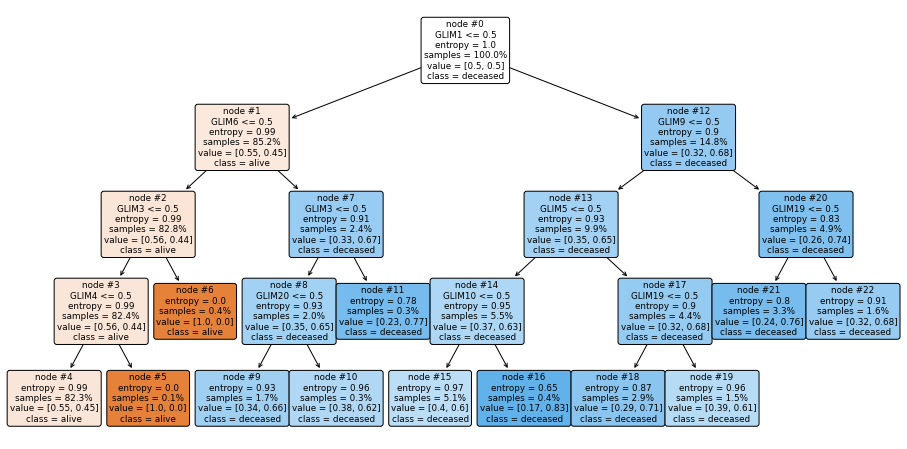 node #0
GLIM1 <= 0.5
entropy = 1.0
samples = 100.0%
value = [0.5, 0.5]
class = deceased
node #1
GLIM6 <= 0.5
entropy = 0.99
samples = 85.2%
value = [0.55, 0.45]
class = alive
node #12
GLIM9 <= 0.5
entropy = 0.9
samples = 14.8%
value = [0.32, 0.68]
class = deceased
node #2
GLIM3 <= 0.5
entropy = 0.99
samples = 82.8%
value = [0.56, 0.44]
class = alive
node #7
GLIM3 <= 0.5
entropy = 0.91
samples = 2.4%
value = [0.33, 0.67]
class = deceased
node #13
GLIM5 <= 0.5
entropy = 0.93
samples = 9.9%
value = [0.35, 0.65]
class = deceased
node #20
GLIM19 <= 0.5
entropy = 0.83
samples = 4.9%
value = [0.26, 0.74]
class = deceased
node #3
GLIM4 <= 0.5
entropy = 0.99
samples = 82.4%
value = [0.56, 0.44]
class = alive
node #6
entropy = 0.0
samples = 0.4%
value = [1.0, 0.0]
class = alive
node #8
GLIM20 <= 0.5
entropy = 0.93
samples = 2.0%
value = [0.35, 0.65]
class = deceased
node #11
entropy = 0.78
samples = 0.3%
value = [0.23, 0.77]
class = deceased
node #14
GLIM10 <= 0.5
entropy = 0.95
samples = 5.5%
value = [0.37, 0.63]
class = deceased
node #17
GLIM19 <= 0.5
entropy = 0.9
samples = 4.4%
value = [0.32, 0.68]
class = deceased
node #21
entropy = 0.8
samples = 3.3%
value = [0.24, 0.76]
class = deceased
node #22
entropy = 0.91
samples = 1.6%
value = [0.32, 0.68]
class = deceased
node #4
entropy = 0.99
samples = 82.3%
value = [0.55, 0.45]
class = alive
node #5
entropy = 0.0
samples = 0.1%
value = [1.0, 0.0]
class = alive
node #9
entropy = 0.93
samples = 1.7%
value = [0.34, 0.66]
class = deceased
node #10
entropy = 0.96
samples = 0.3%
value = [0.38, 0.62]
class = deceased
node #15
entropy = 0.97
samples = 5.1%
value = [0.4, 0.6]
class = deceased
node #16
entropy = 0.65
samples = 0.4%
value = [0.17, 0.83]
class = deceased
node #18
entropy = 0.87
samples = 2.9%
value = [0.29, 0.71]
class = deceased
node #19
entropy = 0.96
samples = 1.5%
value = [0.39, 0.61]
class = deceased